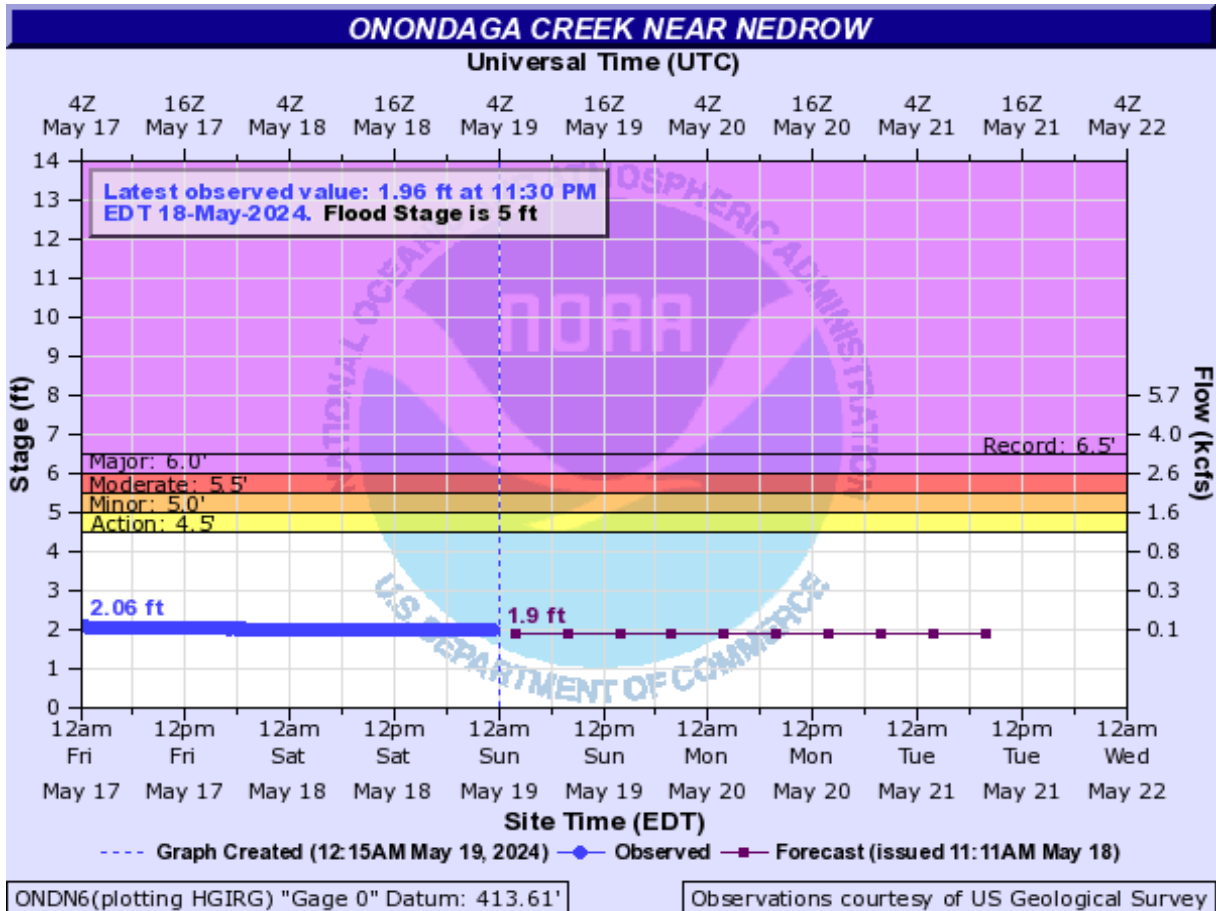 ONONDAGA CREEK NEAR NEDROW
Universal Time (UTC)
4Z 16Z 4Z 16Z 4Z 16Z 4Z 16Z 4Z 16Z 4Z
May 17 May 17 May 18 May 18 May 19 May 19 May 20 May 20 May 21 May 21 May 22
Latest observed value: 1.96 ft at 11:30 PM
EDT 18-May-2024. Flood Stage is 5 ft
14
13
12
11
10
9
8
7
6
5
4
3
2
1
0
Stage (ft)
NATIONAL OCEANIC AND ATMOSPHERIC ADMINISTRATION
NOAA
U.S. DEPARTMENT OF COMMERCE
Record: 6.5'
Major: 6.0'
Moderate: 5.5'
Minor: 5.0'
Action: 4.5'
2.06 ft
1.9 ft
5.7
4.0
2.6
1.6
0.8
0.3
0.1
Flow (kcfs)
12am 12pm 12am 12pm 12am 12pm 12am 12pm 12am 12pm 12am
Fri Fri Sat Sat Sun Sun Mon Mon Tue Tue Wed
May 17 May 17 May 18 May 18 May 19 May 19 May 20 May 20 May 21 May 21 May 22
Site Time (EDT)
Graph Created (12:15AM May 19, 2024) Observed Forecast (issued 11:11AM May 18)
ONDN6(plotting HGIRG) "Gage 0" Datum: 413.61'
Observations courtesy of US Geological Survey